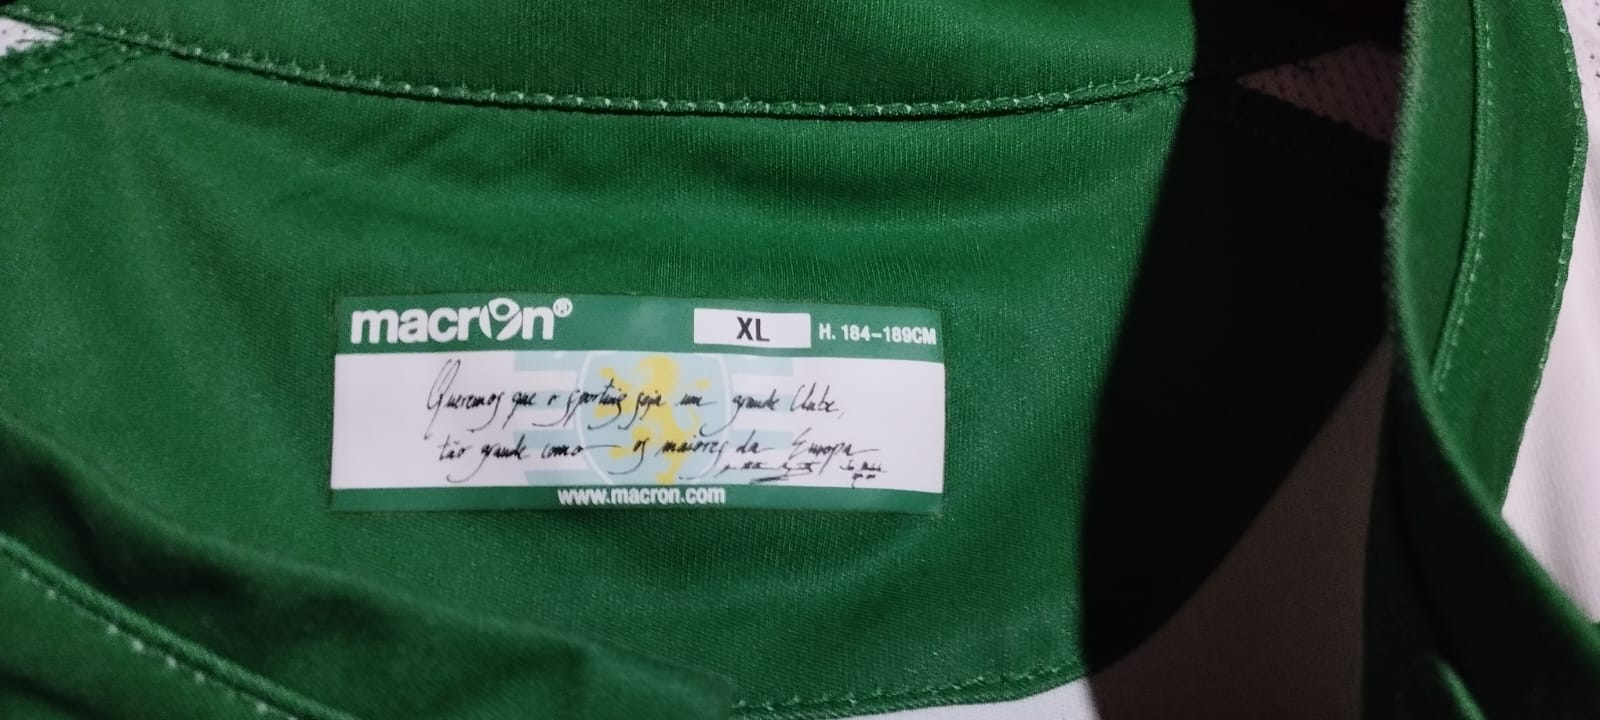 macron®
XL H. 184-189CM
Queremos que o Sporting seja um grande Clube,
tão grande como os maiores da Europa
www.macron.com